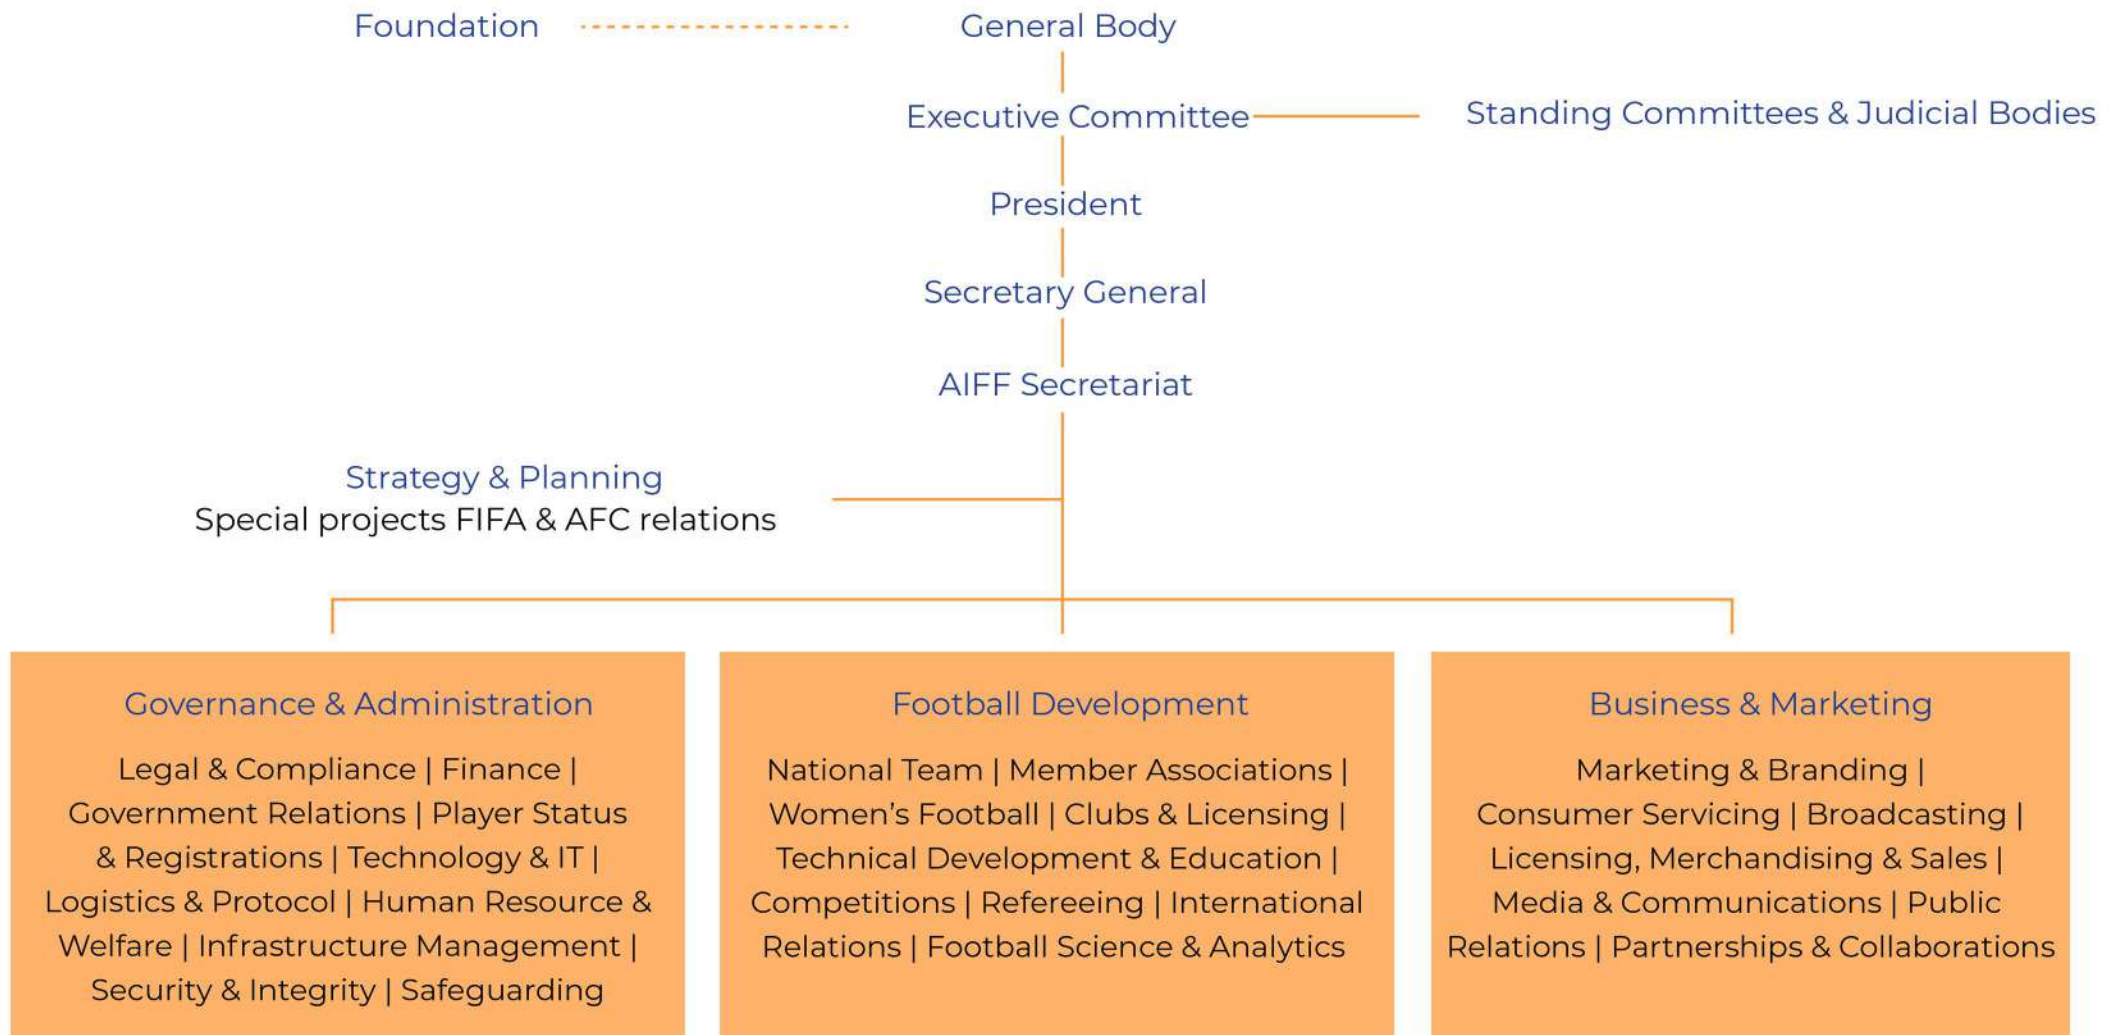 Foundation
General Body
Executive Committee
Standing Committees & Judicial Bodies
President
Secretary General
AIFF Secretariat
Strategy & Planning
Special projects FIFA & AFC relations
Governance & Administration
Legal & Compliance | Finance |
Government Relations | Player Status
& Registrations | Technology & IT |
Logistics & Protocol | Human Resource &
Welfare | Infrastructure Management |
Security & Integrity | Safeguarding
Football Development
National Team | Member Associations |
Women’s Football | Clubs & Licensing |
Technical Development & Education |
Competitions | Refereeing | International
Relations | Football Science & Analytics
Business & Marketing
Marketing & Branding |
Consumer Servicing | Broadcasting |
Licensing, Merchandising & Sales |
Media & Communications | Public
Relations | Partnerships & Collaborations